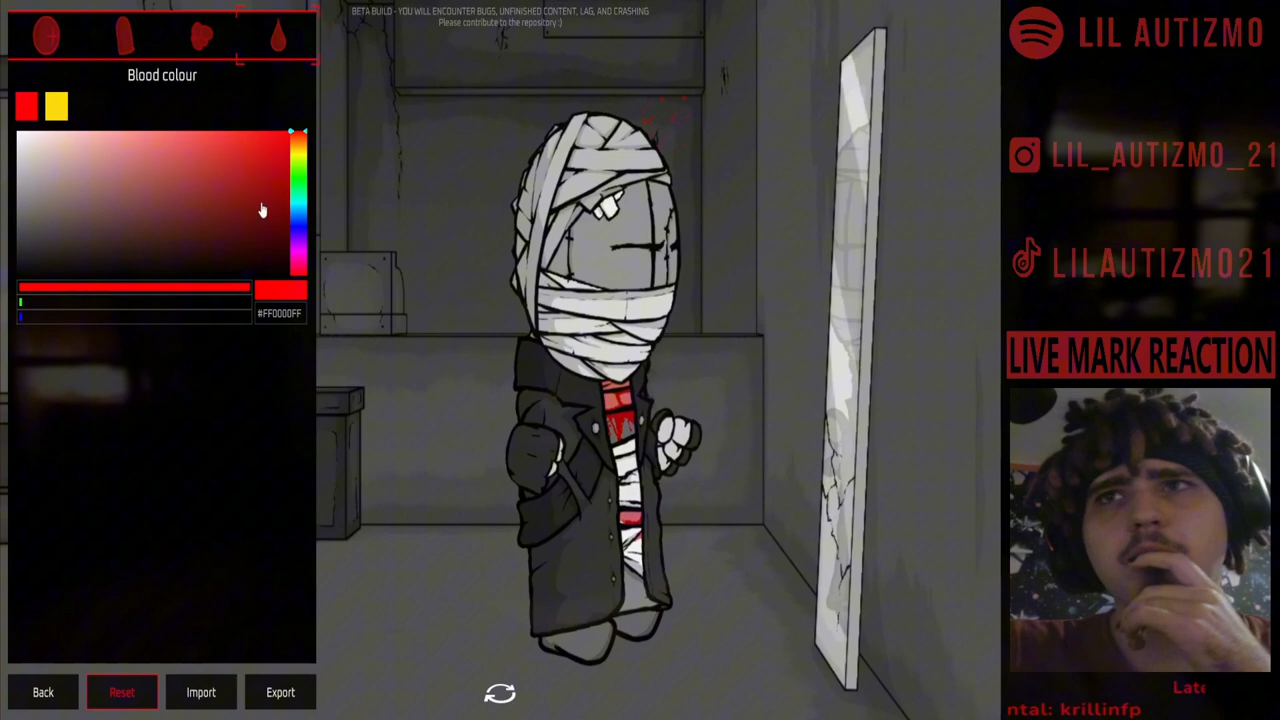 BETA BUILD - YOU WILL ENCOUNTER BUGS, UNFINISHED CONTENT, LAG, AND CRASHING
Please contribute to the repository :)
Blood colour
#FF0000FF
Back
Reset
Import
Export
LIL AUTIZMO
LIL_AUTIZMO_21
LILAUTIZMO21
LIVE MARK REACTION
Late
ntal: krillinfp